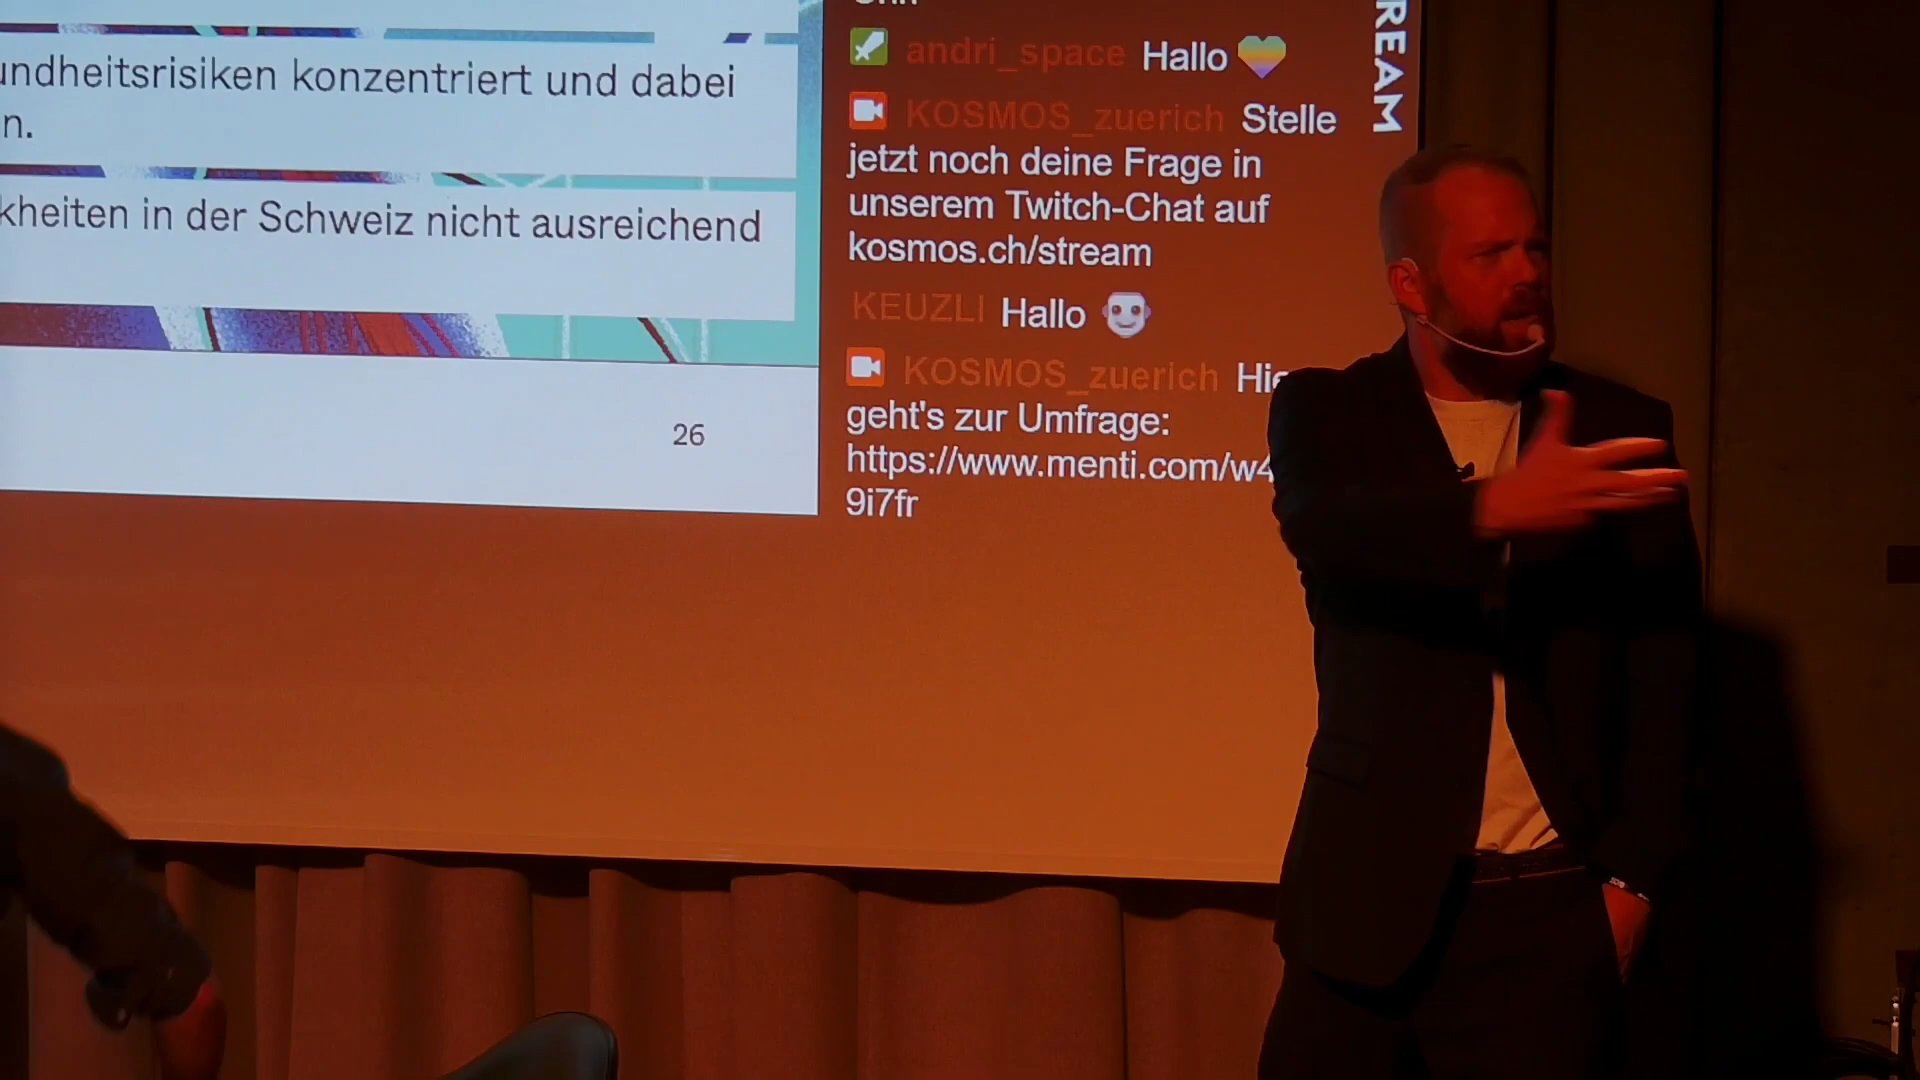 undheitsrisiken konzentriert und dabei
n.
kheiten in der Schweiz nicht ausreichend
26
REAM
andri_space Hallo
KOSMOS_zuerich Stelle
jetzt noch deine Frage in
unserem Twitch-Chat auf
kosmos.ch/stream
KEUZLI Hallo
KOSMOS_zuerich Hie
geht's zur Umfrage:
https://www.menti.com/w4
9i7fr